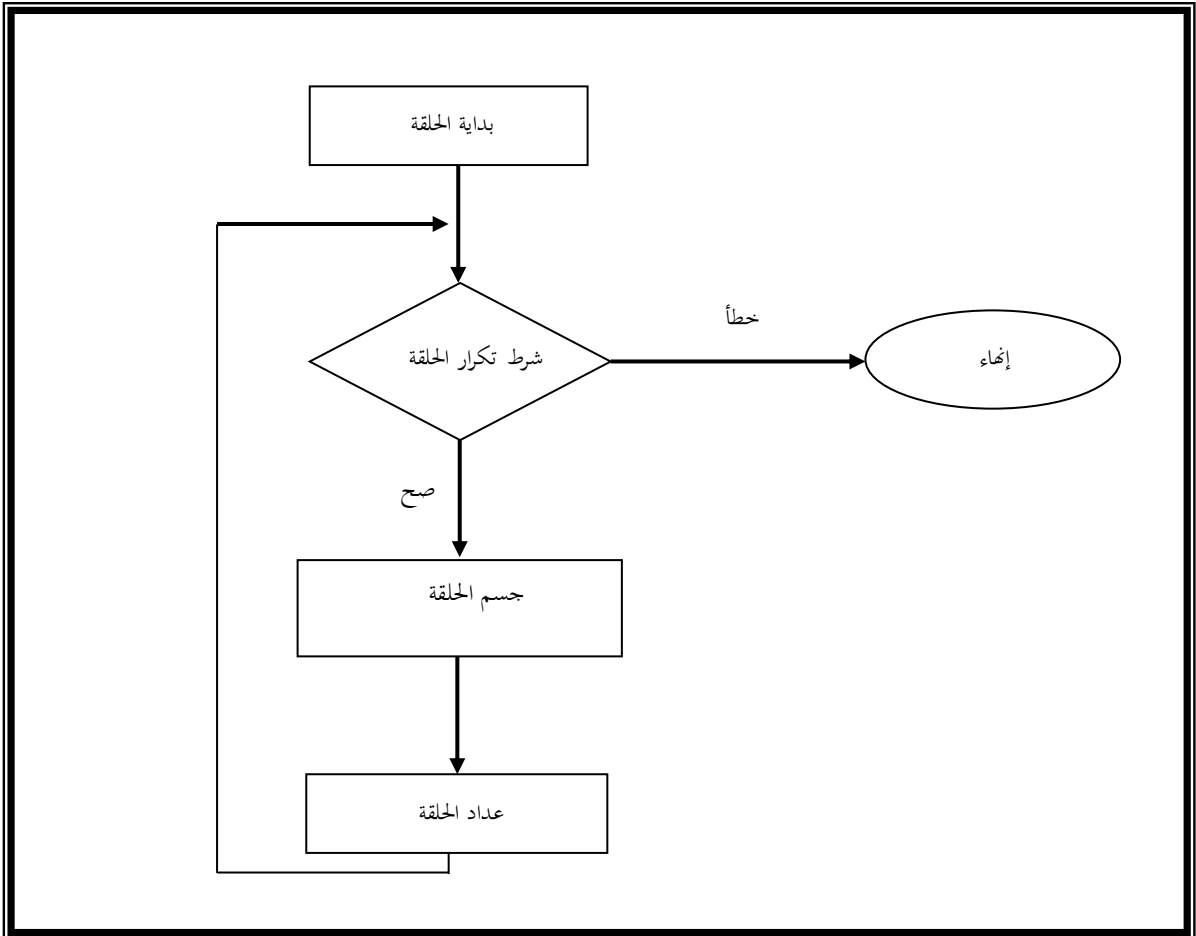 بداية الحلقة
خطأ
شرط تكرار الحلقة
إنهاء
صح
جسم الحلقة
عداد الحلقة